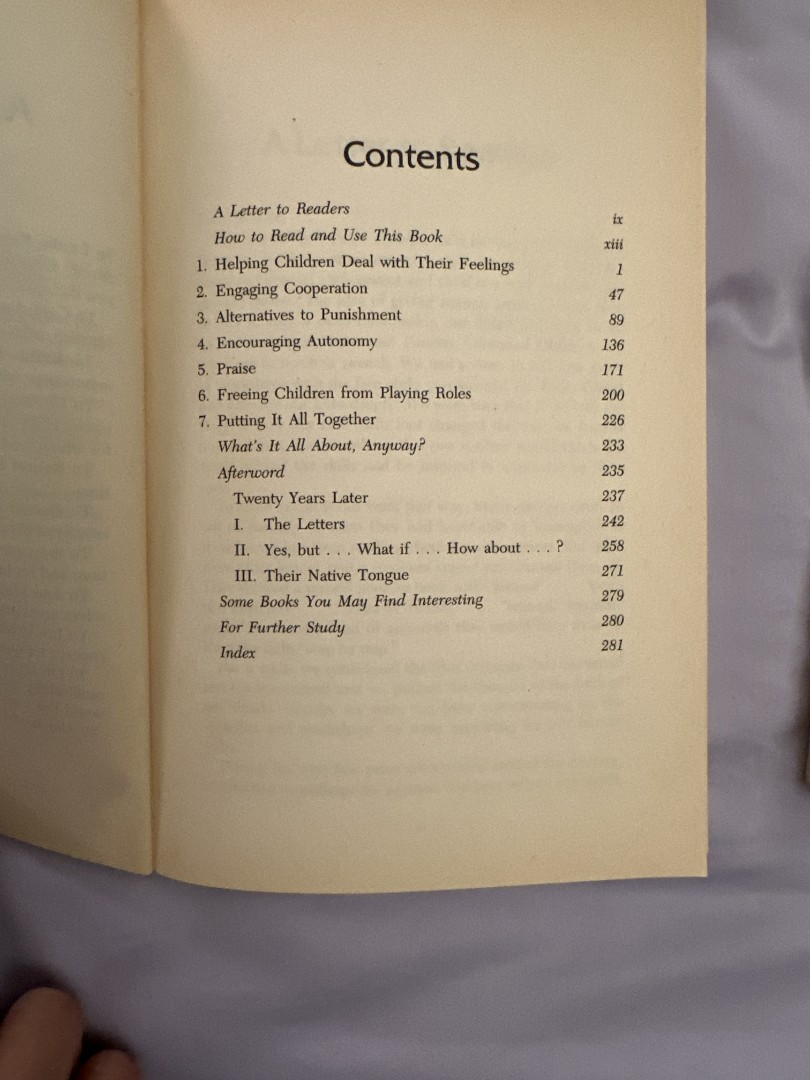 Contents
A Letter to Readers ix
How to Read and Use This Book xiii
1. Helping Children Deal with Their Feelings 1
2. Engaging Cooperation 47
3. Alternatives to Punishment 89
4. Encouraging Autonomy 136
5. Praise 171
6. Freeing Children from Playing Roles 200
7. Putting It All Together 226
What's It All About, Anyway? 233
Afterword 235
Twenty Years Later 237
I. The Letters 242
II. Yes, but . . . What if . . . How about . . . ? 258
III. Their Native Tongue 271
Some Books You May Find Interesting 279
For Further Study 280
Index 281